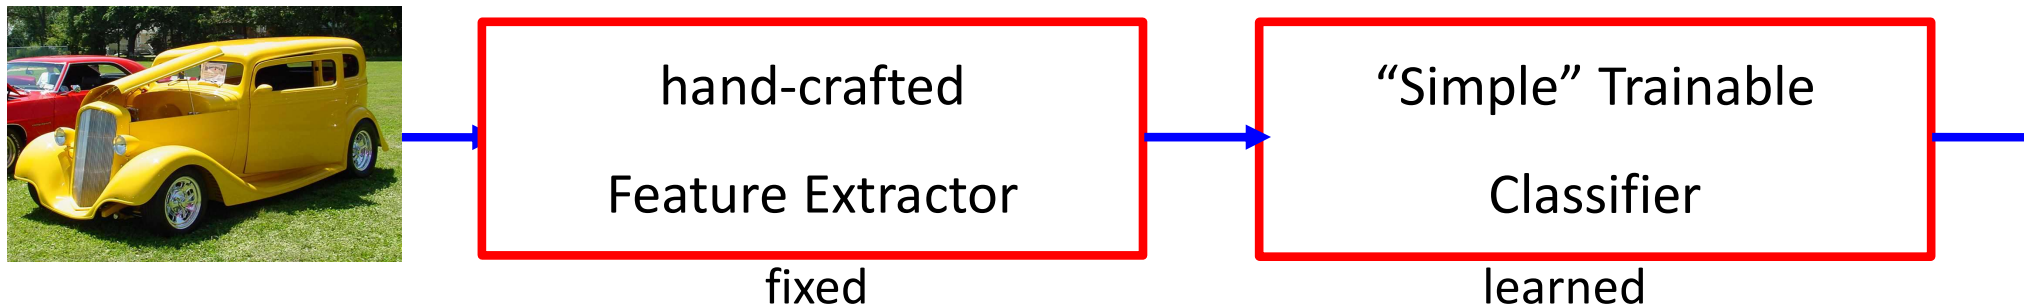 hand-crafted
Feature Extractor
fixed
“Simple” Trainable
Classifier
learned